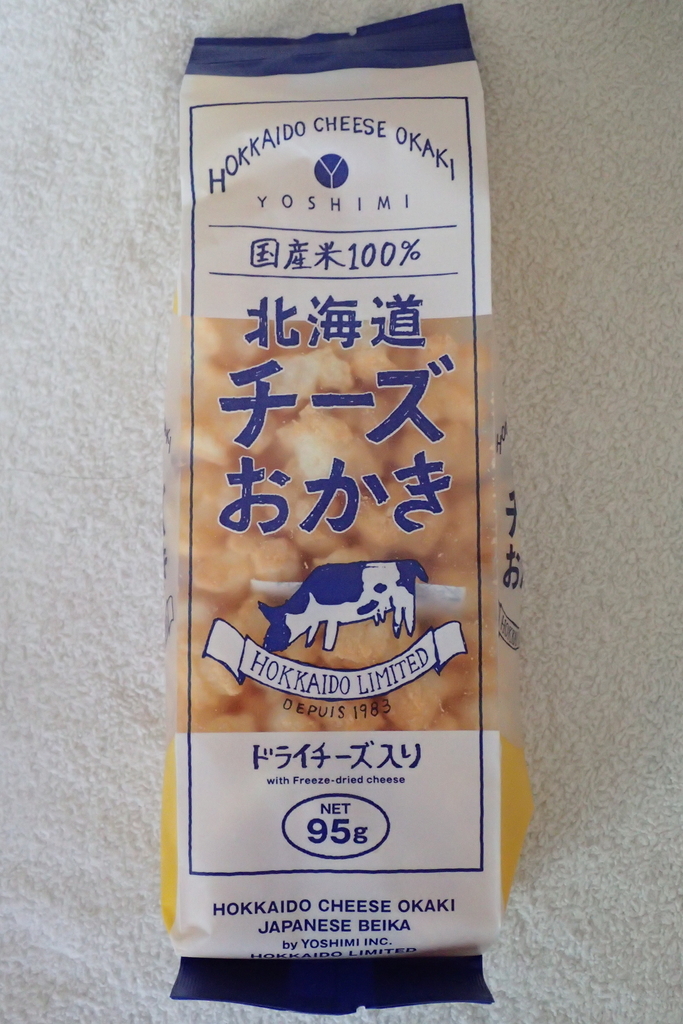 HOKKAIDO CHEESE OKAKI
Y
YOSHIMI
国産米100%
北海道
チーズ
おかき
HOKKAIDO LIMITED
DEPUIS 1983
ドライチーズ入り
with Freeze-dried cheese
NET
95g
HOKKAIDO CHEESE OKAKI
JAPANESE BEIKA
by YOSHIMI INC.
HOKKAIDO LIMITED